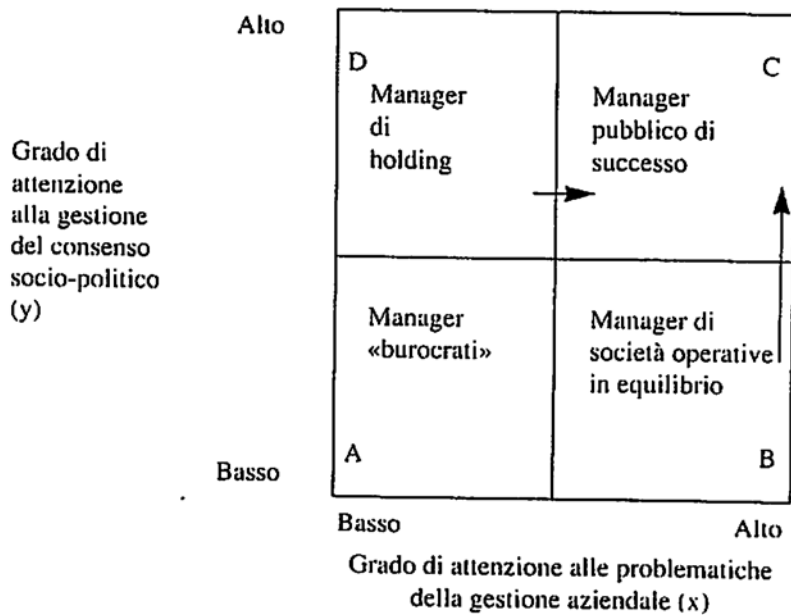 Alto
D
C
Manager
di
holding
Manager
pubblico di
successo
Grado di
attenzione
alla gestione
del consenso
socio-politico
(y)
Manager
«burocrati»
Manager di
società operative
in equilibrio
A
B
Basso
Basso
Alto
Grado di attenzione alle problematiche
della gestione aziendale (x)